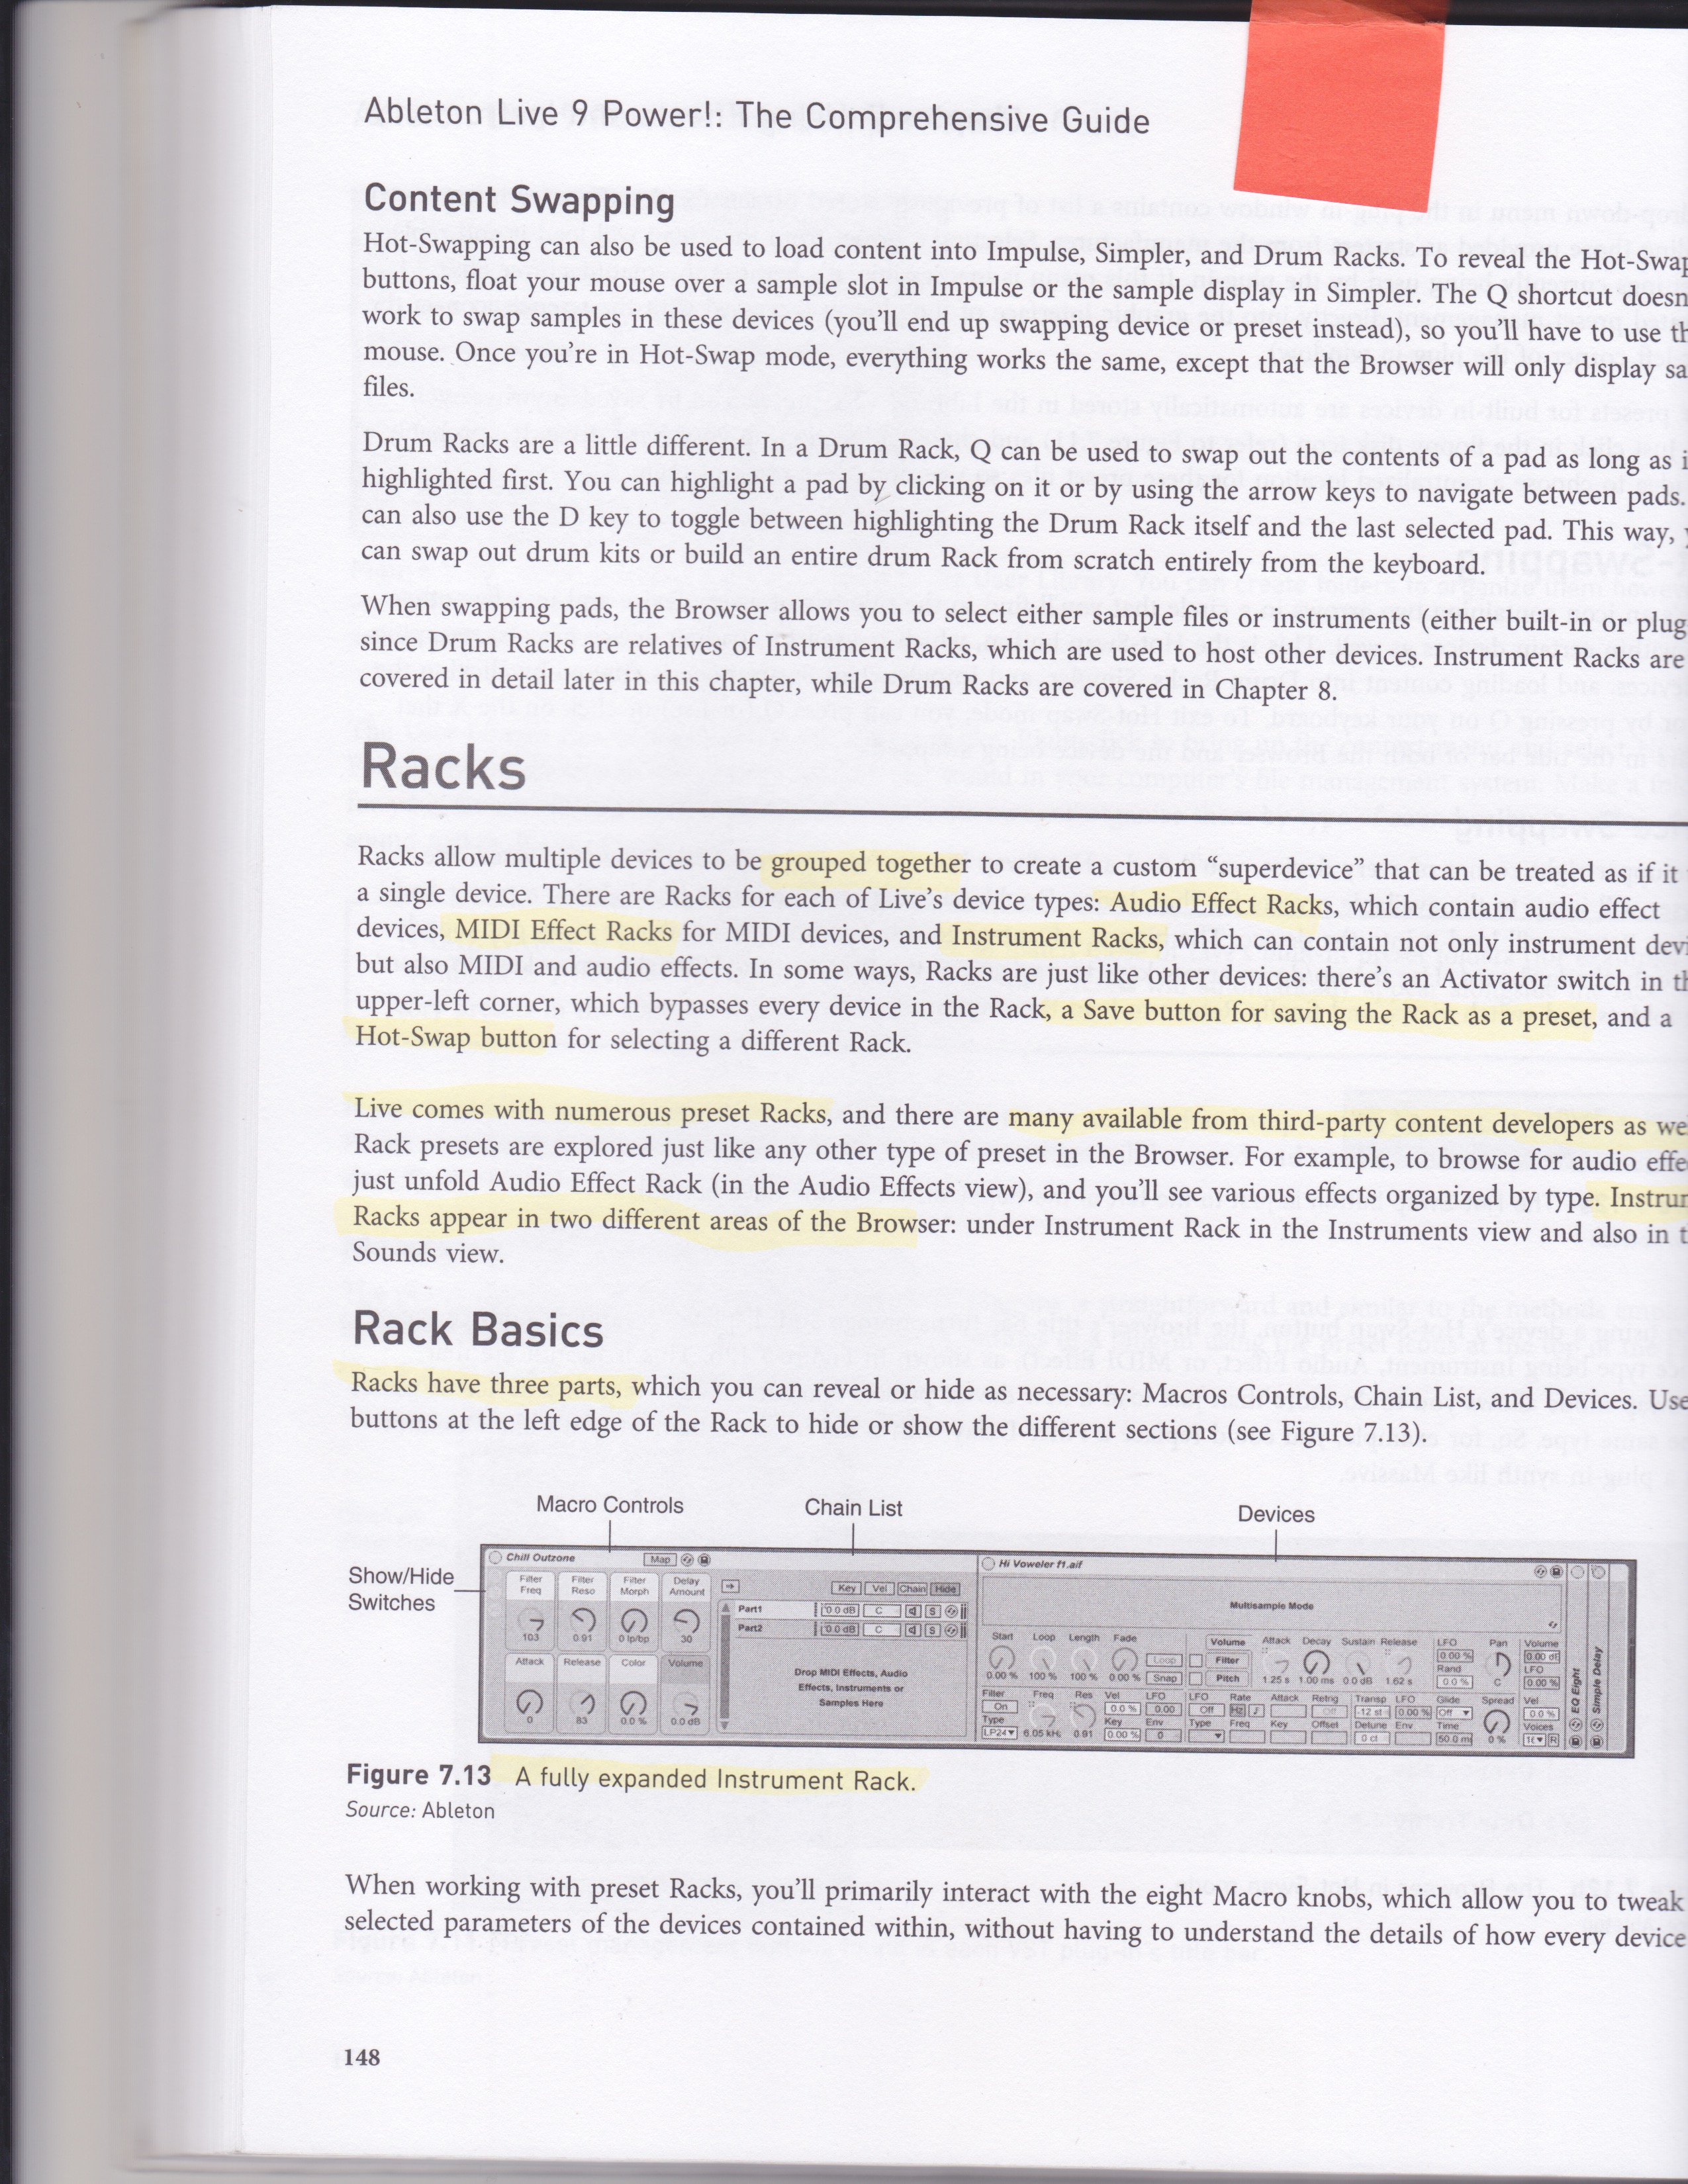 Ableton Live 9 Power!: The Comprehensive Guide
Content Swapping
Hot-Swapping can also be used to load content into Impulse, Simpler, and Drum Racks. To reveal the Hot-Swap
buttons, float your mouse over a sample slot in Impulse or the sample display in Simpler. The Q shortcut doesn
work to swap samples in these devices (you'll end up swapping device or preset instead), so you'll have to use th
mouse. Once you're in Hot-Swap mode, everything works the same, except that the Browser will only display sa
files.
Drum Racks are a little different. In a Drum Rack, Q can be used to swap out the contents of a pad as long as i
highlighted first. You can highlight a pad by clicking on it or by using the arrow keys to navigate between pads.
can also use the D key to toggle between highlighting the Drum Rack itself and the last selected pad. This way,
can swap out drum kits or build an entire drum Rack from scratch entirely from the keyboard.
When swapping pads, the Browser allows you to select either sample files or instruments (either built-in or plug
since Drum Racks are relatives of Instrument Racks, which are used to host other devices. Instrument Racks are
covered in detail later in this chapter, while Drum Racks are covered in Chapter 8.
Racks
Racks allow multiple devices to be grouped together to create a custom “superdevice” that can be treated as if it
a single device. There are Racks for each of Live's device types: Audio Effect Racks, which contain audio effect
devices, MIDI Effect Racks for MIDI devices, and Instrument Racks, which can contain not only instrument devi
but also MIDI and audio effects. In some ways, Racks are just like other devices: there's an Activator switch in th
upper-left corner, which bypasses every device in the Rack, a Save button for saving the Rack as a preset, and a
Hot-Swap button for selecting a different Rack.
Live comes with numerous preset Racks, and there are many available from third-party content developers as we
Rack presets are explored just like any other type of preset in the Browser. For example, to browse for audio effe
just unfold Audio Effect Rack (in the Audio Effects view), and you'll see various effects organized by type. Instrum
Racks appear in two different areas of the Browser: under Instrument Rack in the Instruments view and also in t
Sounds view.
Rack Basics
Racks have three parts, which you can reveal or hide as necessary: Macros Controls, Chain List, and Devices. Use
buttons at the left edge of the Rack to hide or show the different sections (see Figure 7.13).
Macro Controls Chain List Devices
Show/Hide
Switches
Chill Outzone Map Hi Voweler f1.aif
Filter Freq Filter Reso Filter Morph Delay Amount Key Vel Chain Hide
103 0.91 0 lp/bp 30
Part1 0.0 dB C S
Part2 0.0 dB C S
Multisample Mode
Attack Release Color Volume
0 83 0.0 % 0.0 dB
Drop MIDI Effects, Audio
Effects, Instruments or
Samples Here
Start Loop Length Fade Volume Attack Decay Sustain Release LFO Pan Volume
Loop Filter 0.00 % Rand LFO
0.00 % 100 % 100 % 0.00 % Snap Pitch 1.25 s 1.00 ms 0.0 dB 1.62 s 0.0 % C 0.00 %
Filter Freq Res Vel LFO LFO Rate Attack Retrig Transp LFO Glide Spread Vel
On 0.0 % 0.00 Off Hz Off -12 st 0.00 % Off 0.0 %
Type Key Env Type Freq Key Offset Detune Env Time Voices
LP24 6.05 kHz 0.91 0.00 % 0 0 ct 50.0 m 0 % R
EQ Eight
Simple Delay
Figure 7.13 A fully expanded Instrument Rack.
Source: Ableton
When working with preset Racks, you'll primarily interact with the eight Macro knobs, which allow you to tweak
selected parameters of the devices contained within, without having to understand the details of how every device
148